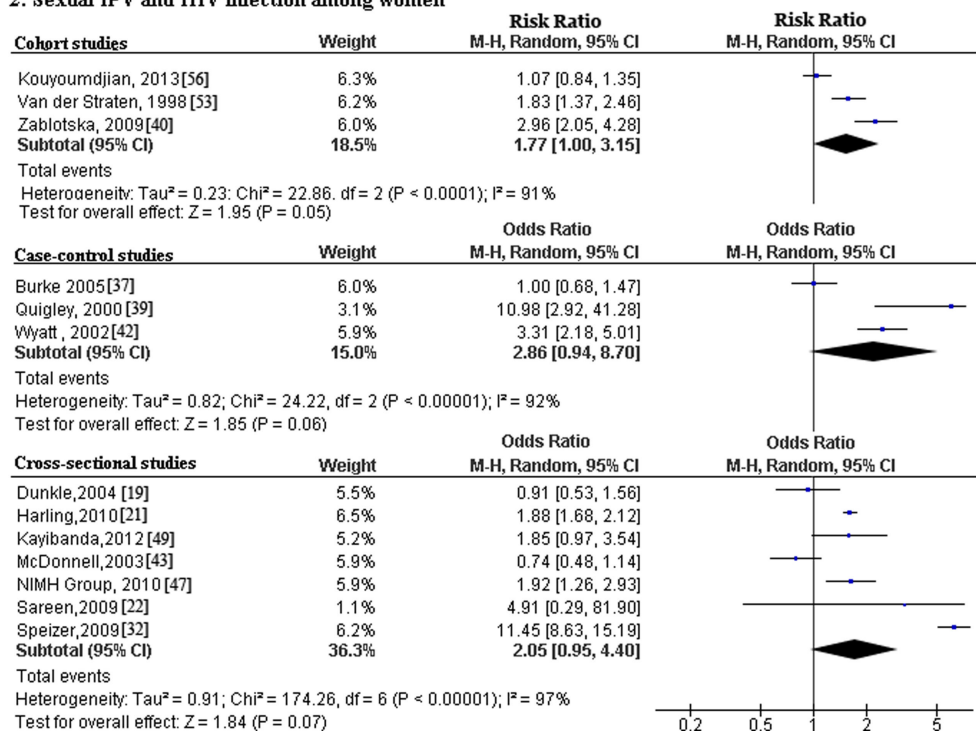 2. Sexual IPV and HIV infection among women
Risk Ratio Risk Ratio
Cohort studies Weight M-H, Random, 95% CI M-H, Random, 95% CI
Kouyoumdjian, 2013[56] 6.3% 1.07 [0.84, 1.35]
Van der Straten, 1998 [53] 6.2% 1.83 [1.37, 2.46]
Zablotska, 2009[40] 6.0% 2.96 [2.05, 4.28]
Subtotal (95% CI) 18.5% 1.77 [1.00, 3.15]
Total events
Heterogeneity: Tau² = 0.23: Chi² = 22.86. df = 2 (P < 0.0001); I² = 91%
Test for overall effect: Z = 1.95 (P = 0.05)
Odds Ratio Odds Ratio
Case-control studies Weight M-H, Random, 95% CI M-H, Random, 95% CI
Burke 2005[37] 6.0% 1.00 [0.68, 1.47]
Quigley, 2000 [39] 3.1% 10.98 [2.92, 41.28]
Wyatt , 2002[42] 5.9% 3.31 [2.18, 5.01]
Subtotal (95% CI) 15.0% 2.86 [0.94, 8.70]
Total events
Heterogeneity: Tau² = 0.82; Chi² = 24.22, df = 2 (P < 0.00001); I² = 92%
Test for overall effect: Z = 1.85 (P = 0.06)
Odds Ratio Odds Ratio
Cross-sectional studies Weight M-H, Random, 95% CI M-H, Random, 95% CI
Dunkle,2004 [19] 5.5% 0.91 [0.53, 1.56]
Harling,2010[21] 6.5% 1.88 [1.68, 2.12]
Kayibanda,2012 [49] 5.2% 1.85 [0.97, 3.54]
McDonnell,2003[43] 5.9% 0.74 [0.48, 1.14]
NIMH Group, 2010 [47] 5.9% 1.92 [1.26, 2.93]
Sareen,2009 [22] 1.1% 4.91 [0.29, 81.90]
Speizer,2009[32] 6.2% 11.45 [8.63, 15.19]
Subtotal (95% CI) 36.3% 2.05 [0.95, 4.40]
Total events
Heterogeneity: Tau² = 0.91; Chi² = 174.26, df = 6 (P < 0.00001); I² = 97%
Test for overall effect: Z = 1.84 (P = 0.07)
0.2 0.5 1 2 5